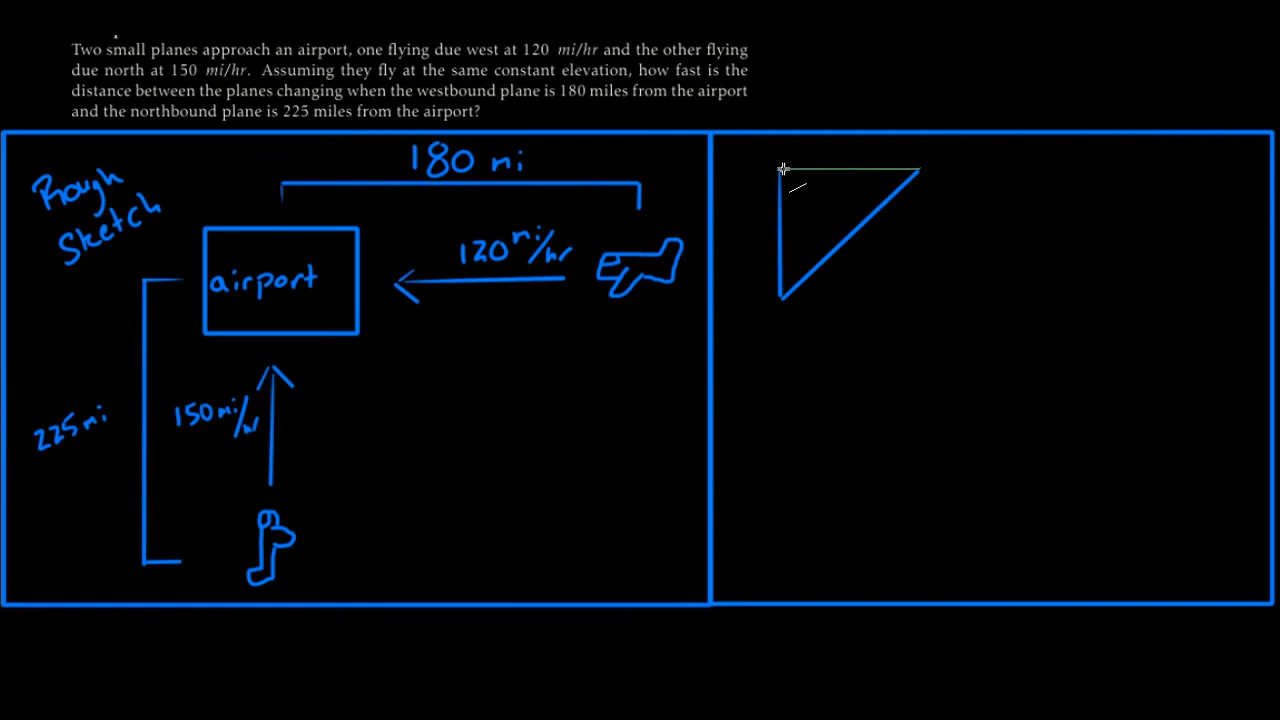 Two small planes approach an airport, one flying due west at 120 mi/hr and the other flying
due north at 150 mi/hr. Assuming they fly at the same constant elevation, how fast is the
distance between the planes changing when the westbound plane is 180 miles from the airport
and the northbound plane is 225 miles from the airport?
Rough
Sketch
180 mi
120 mi/hr
airport
150 mi/hr
225 mi